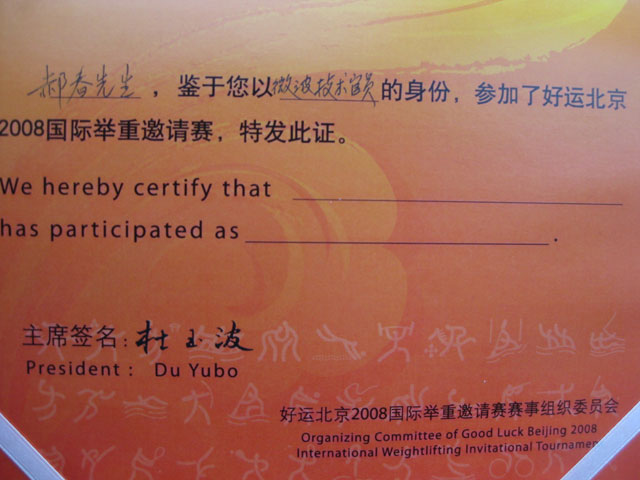 郝春先生，鉴于您以微波技术官员的身份，参加了好运北京
2008国际举重邀请赛，特发此证。
We hereby certify that
has participated as .
主席签名：杜玉波
President： Du Yubo
好运北京2008国际举重邀请赛赛事组织委员会
Organizing Committee of Good Luck Beijing 2008
International Weightlifting Invitational Tournamen